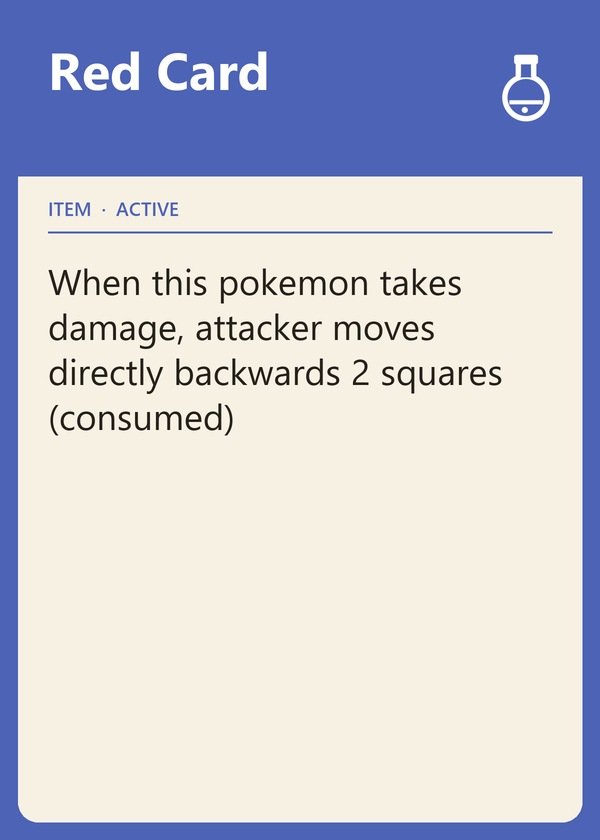 Red Card
ITEM · ACTIVE
When this pokemon takes
damage, attacker moves
directly backwards 2 squares
(consumed)